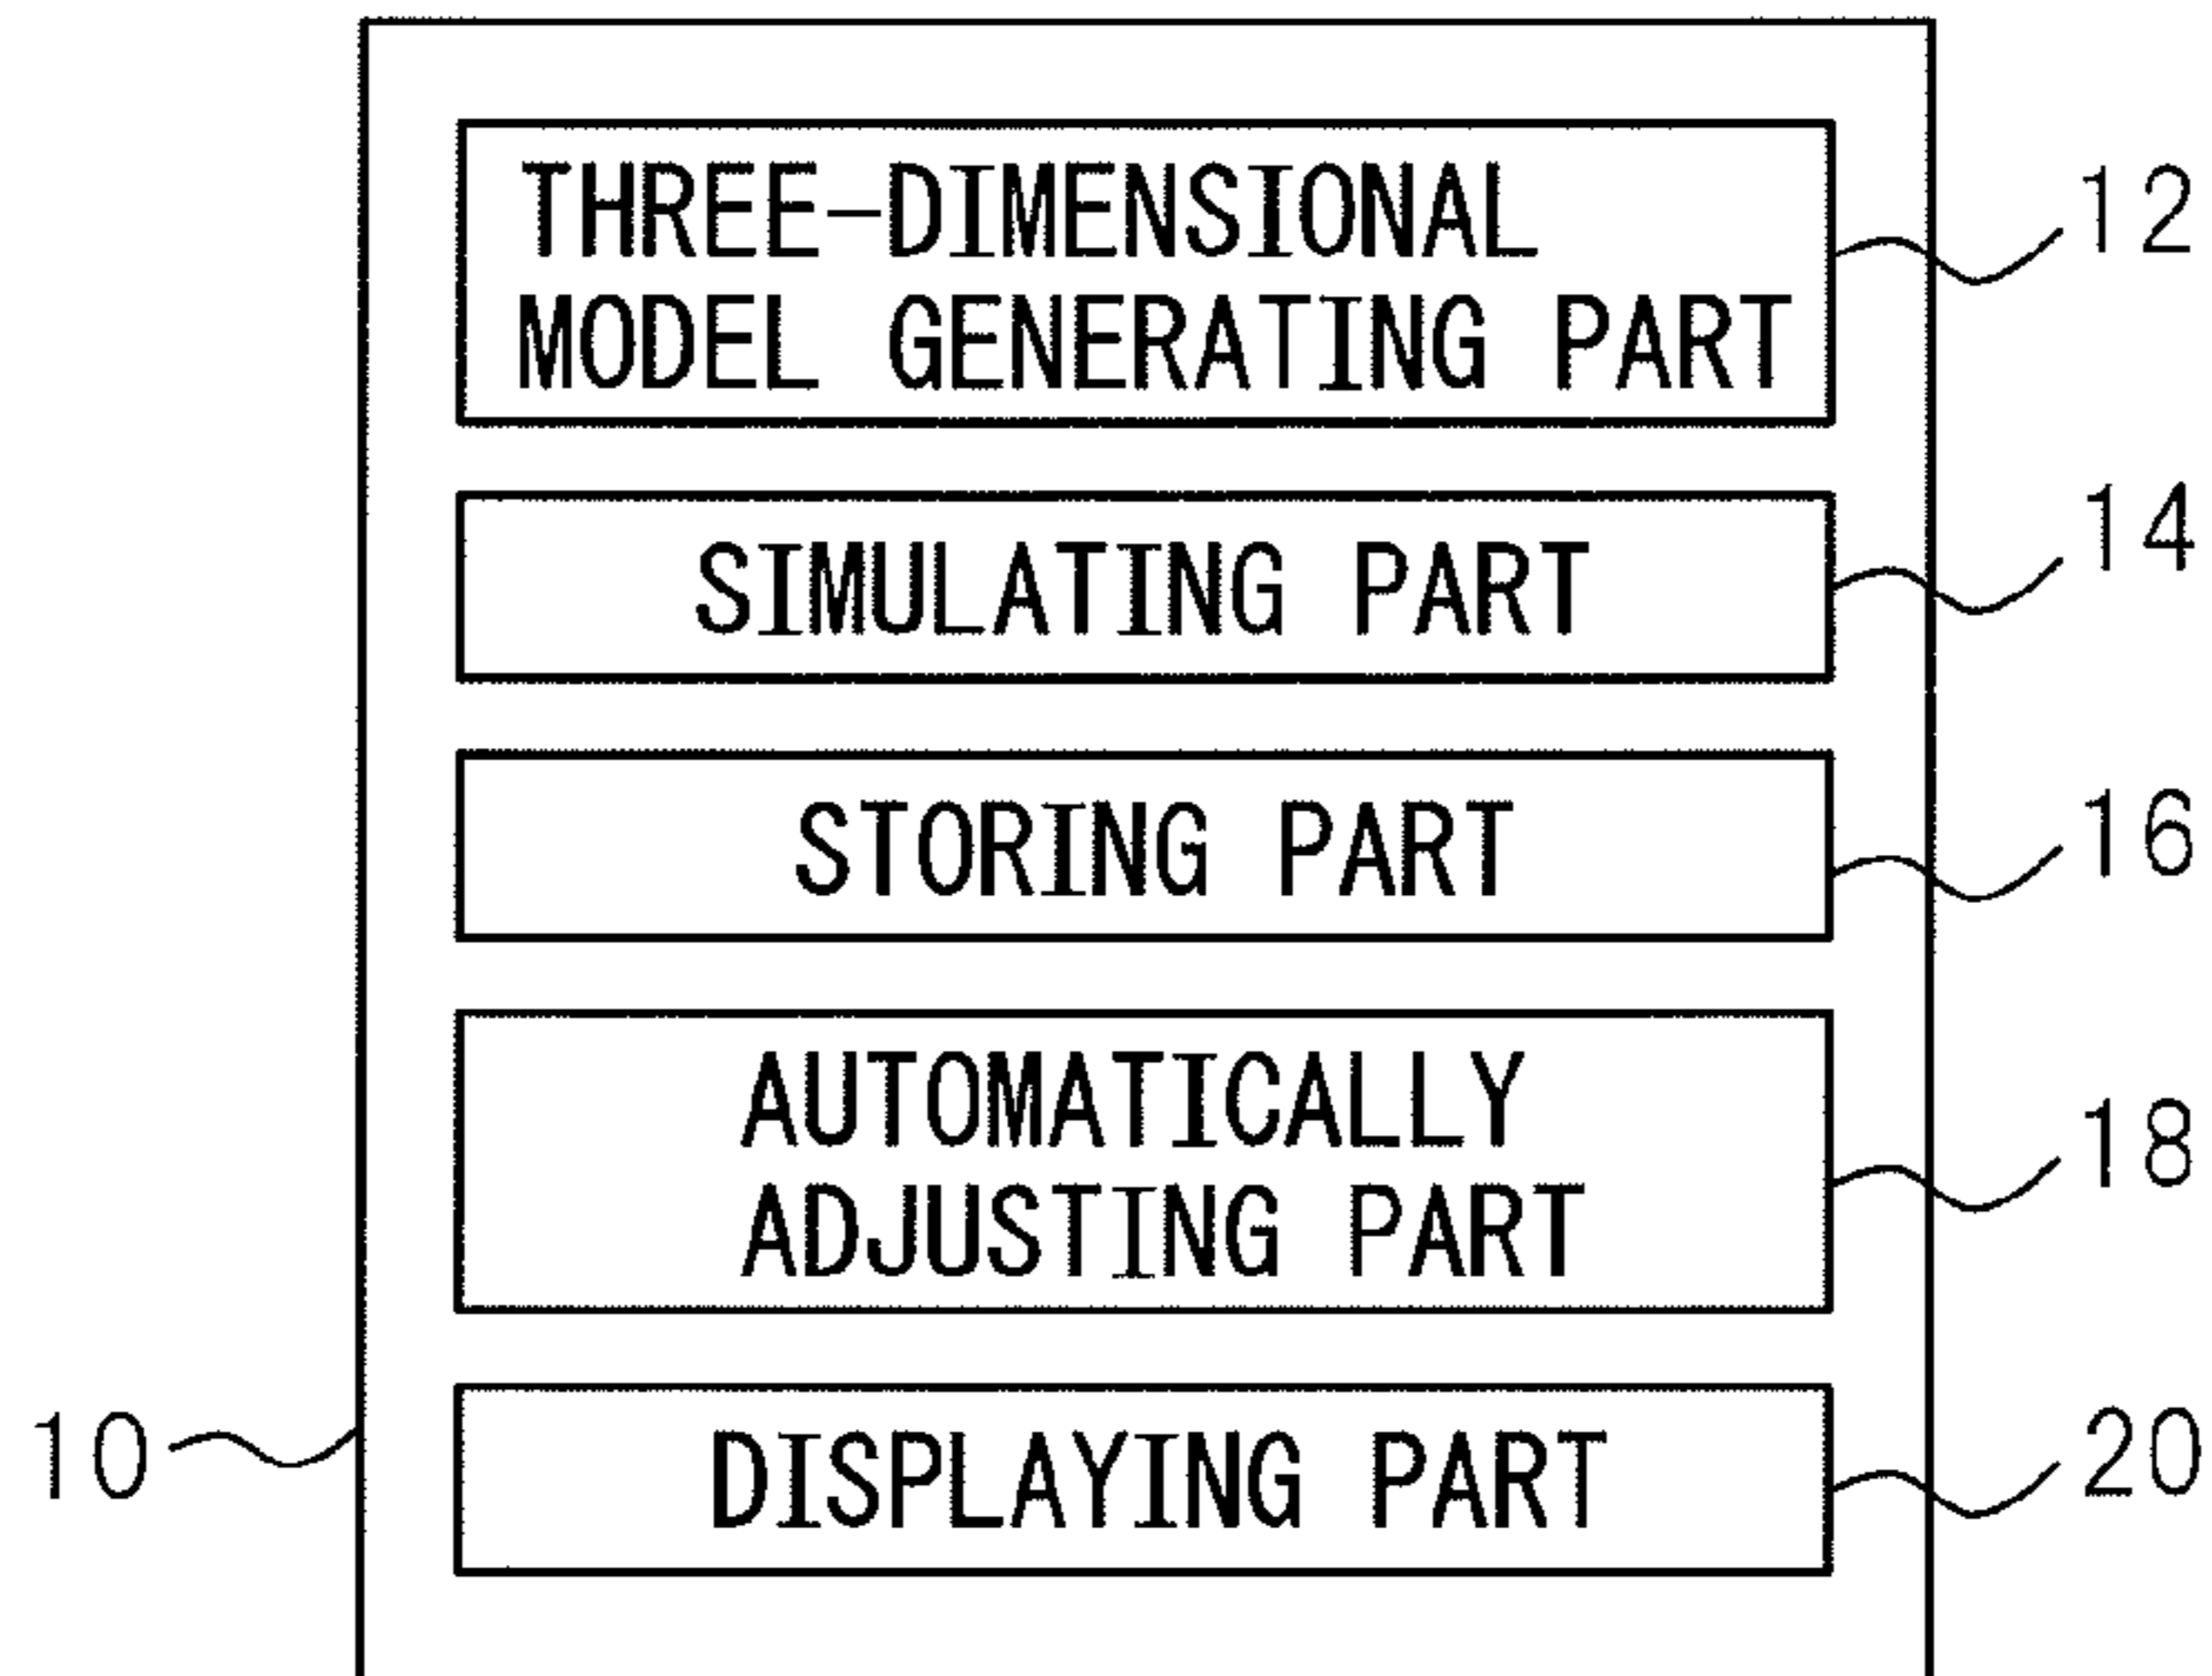 THREE-DIMENSIONAL
MODEL GENERATING PART
12
SIMULATING PART
14
STORING PART
16
AUTOMATICALLY
ADJUSTING PART
18
10
DISPLAYING PART
20